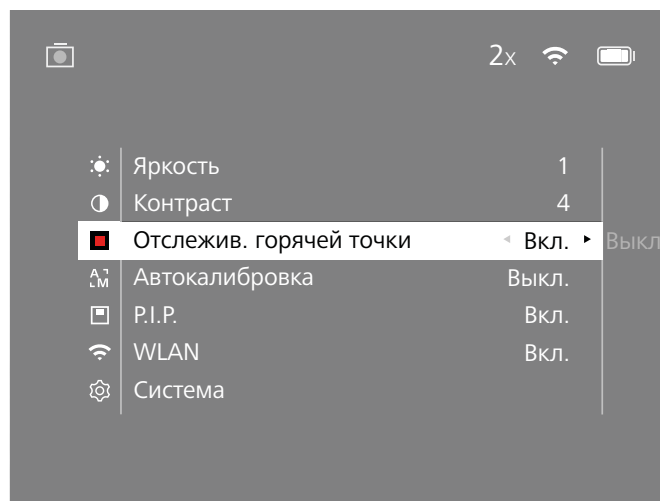 2x
Яркость 1
Контраст 4
Отслежив. горячей точки Вкл. Выкл
A M Автокалибровка Выкл.
P.I.P. Вкл.
WLAN Вкл.
Система